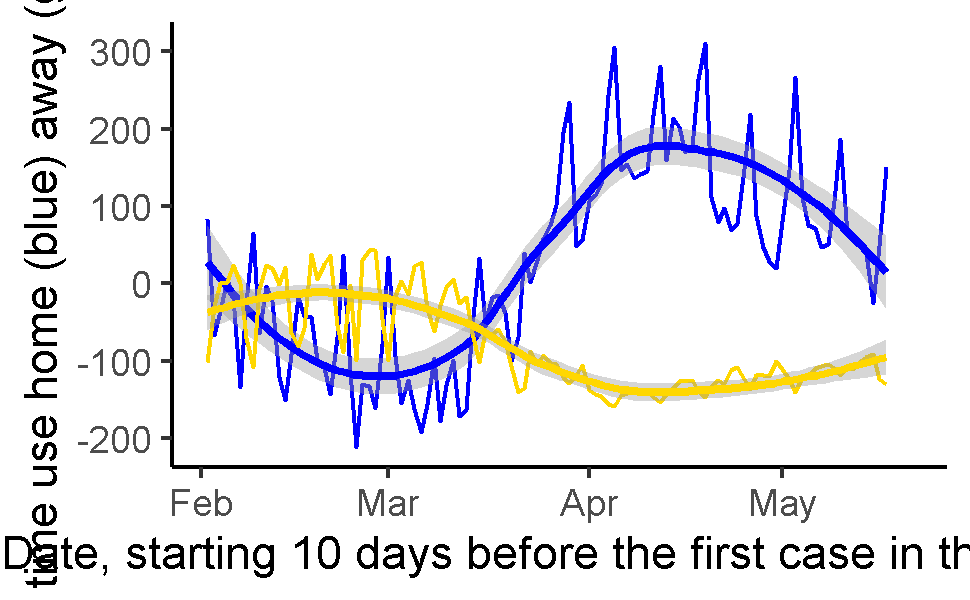 time use home (blue) away (
300
200
100
0
-100
-200
Feb Mar Apr May
Date, starting 10 days before the first case in th